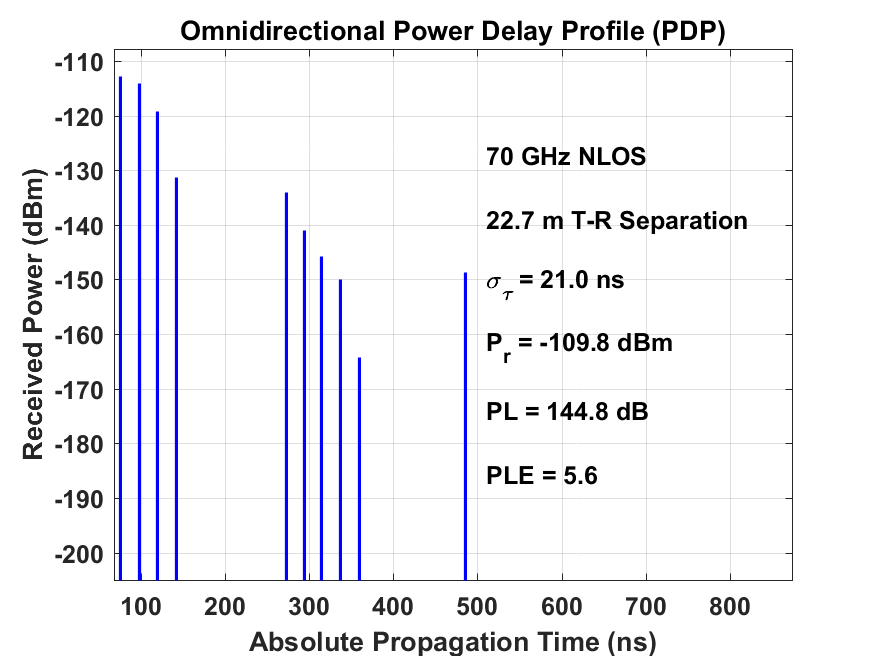 Omnidirectional Power Delay Profile (PDP)
-110
-120
-130
-140
-150
-160
-170
-180
-190
-200
Received Power (dBm)
70 GHz NLOS
22.7 m T-R Separation
σ_τ = 21.0 ns
P_r = -109.8 dBm
PL = 144.8 dB
PLE = 5.6
100 200 300 400 500 600 700 800
Absolute Propagation Time (ns)